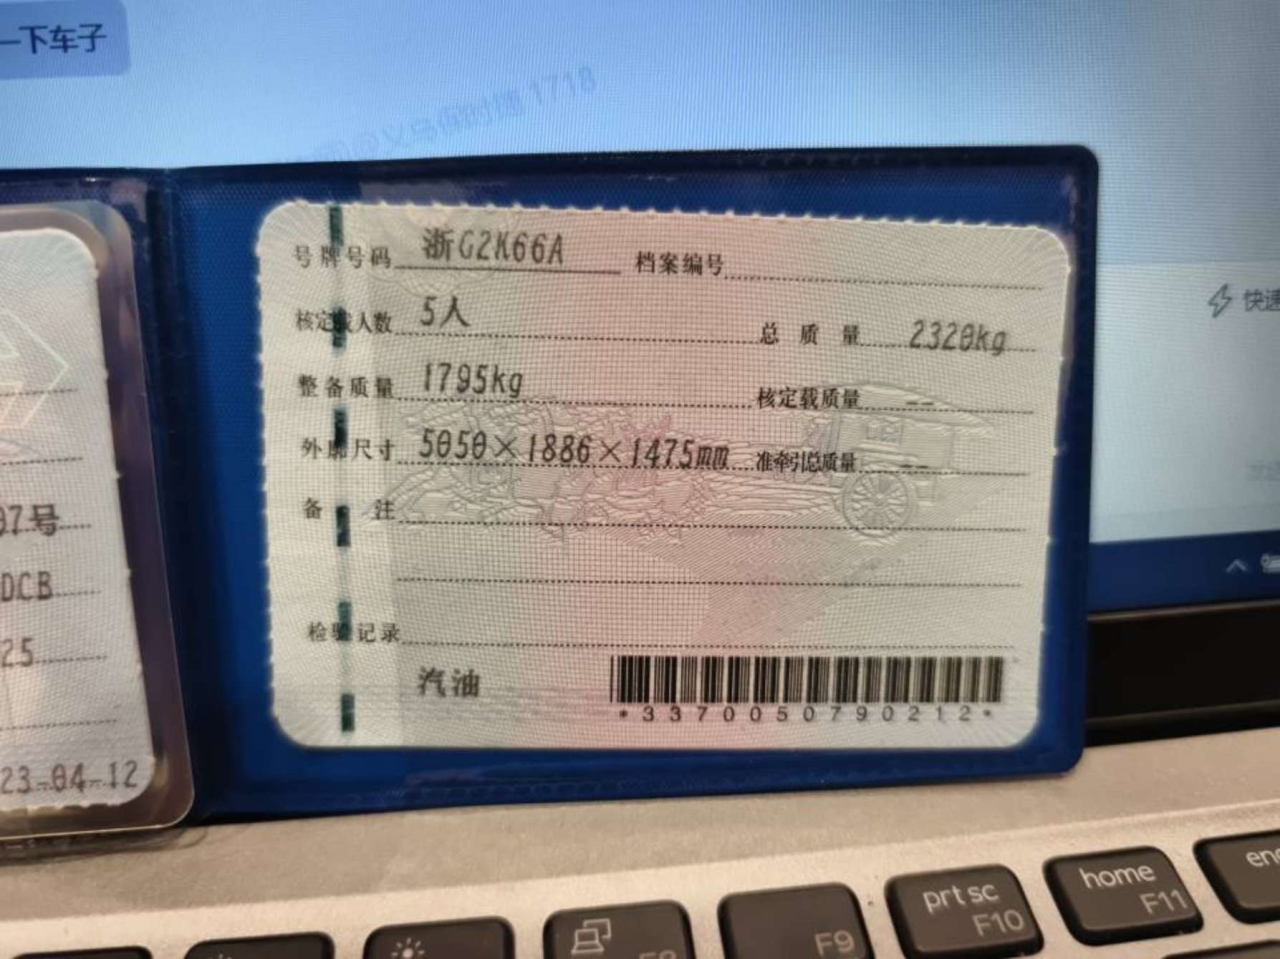 一下车子
1718
号牌号码 浙G2K66A 档案编号
核定载人数 5人 总质量 2320kg
整备质量 1795kg 核定载质量 --
外廓尺寸 5050×1886×1475mm 准牵引总质量 --
备注
检验记录
汽油
*3370050790212*
07号
DCB
25
23-04-12
快速
prt sc
F10
home
F11
F9
F8